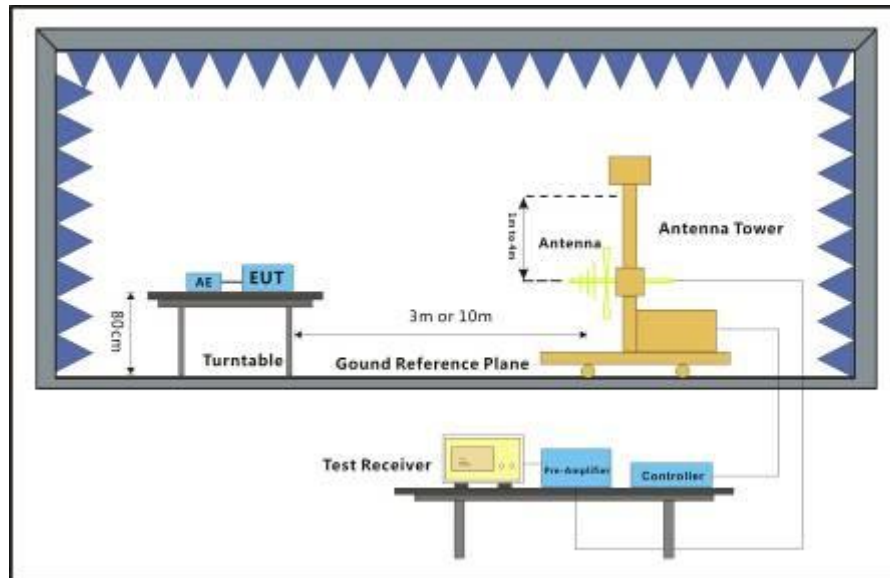 1m to 4m
Antenna
Antenna Tower
AE
EUT
80cm
3m or 10m
Turntable
Gound Reference Plane
Test Receiver
Pre-Amplifier
Controller